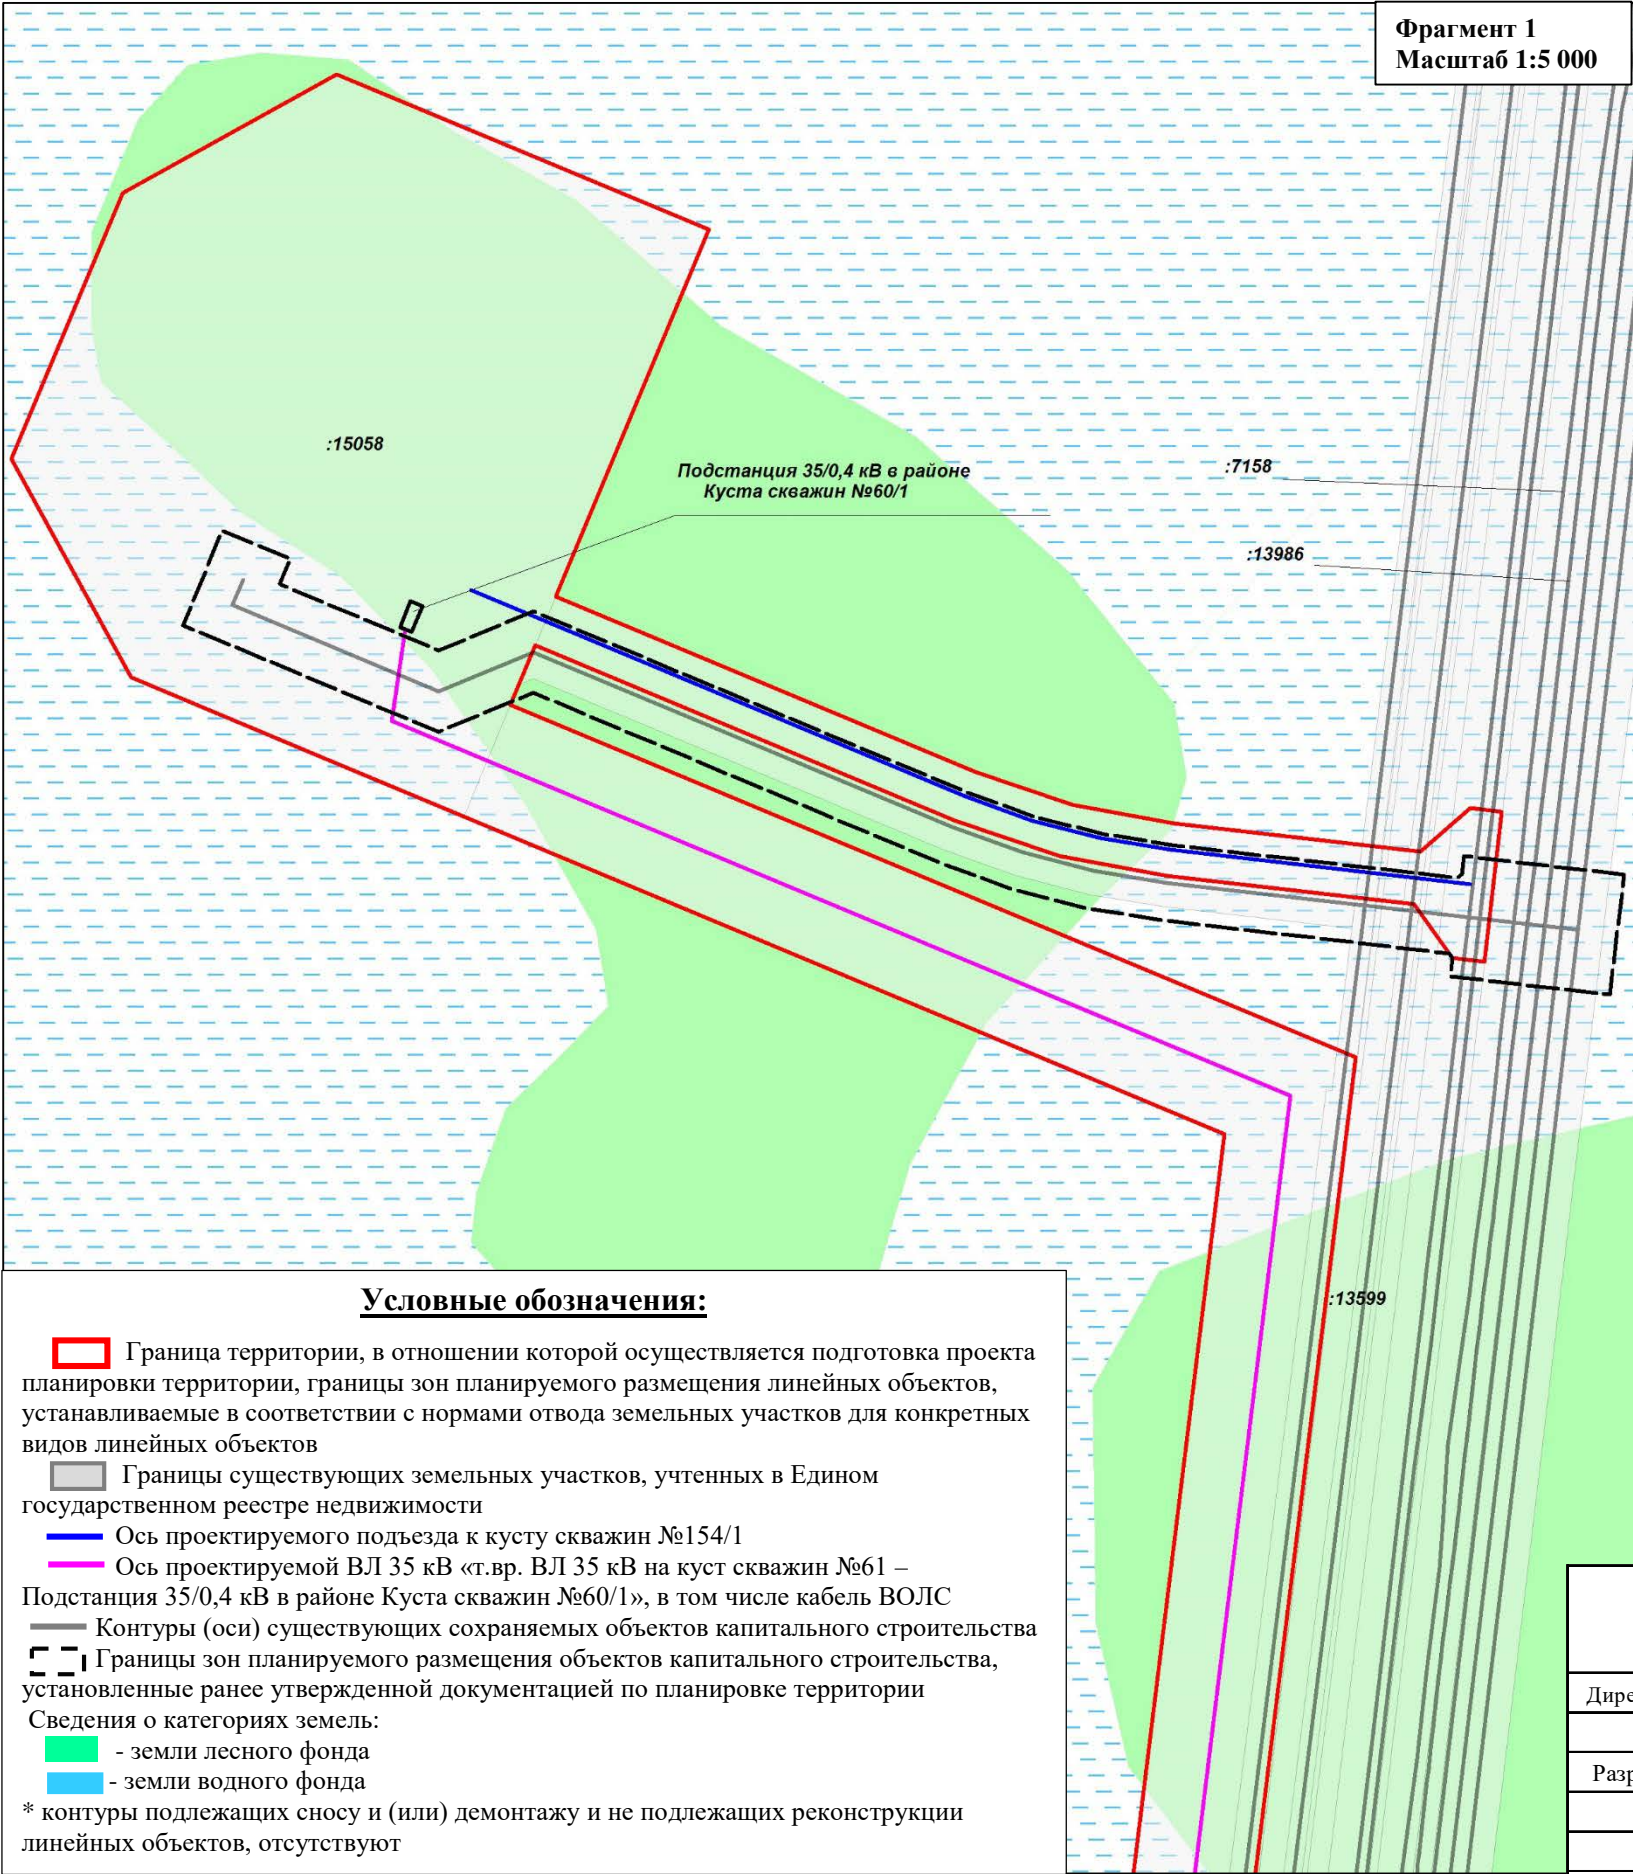 Фрагмент 1
Масштаб 1:5 000
:15058
Подстанция 35/0,4 кВ в районе
Куста скважин №60/1
:7158
:13986
:13599
Условные обозначения:
Граница территории, в отношении которой осуществляется подготовка проекта
планировки территории, границы зон планируемого размещения линейных объектов,
устанавливаемые в соответствии с нормами отвода земельных участков для конкретных
видов линейных объектов
Границы существующих земельных участков, учтенных в Едином
государственном реестре недвижимости
Ось проектируемого подъезда к кусту скважин №154/1
Ось проектируемой ВЛ 35 кВ «т.вр. ВЛ 35 кВ на куст скважин №61 –
Подстанция 35/0,4 кВ в районе Куста скважин №60/1», в том числе кабель ВОЛС
Контуры (оси) существующих сохраняемых объектов капитального строительства
Границы зон планируемого размещения объектов капитального строительства,
установленные ранее утвержденной документацией по планировке территории
Сведения о категориях земель:
- земли лесного фонда
- земли водного фонда
* контуры подлежащих сносу и (или) демонтажу и не подлежащих реконструкции
линейных объектов, отсутствуют
Дире
Разр